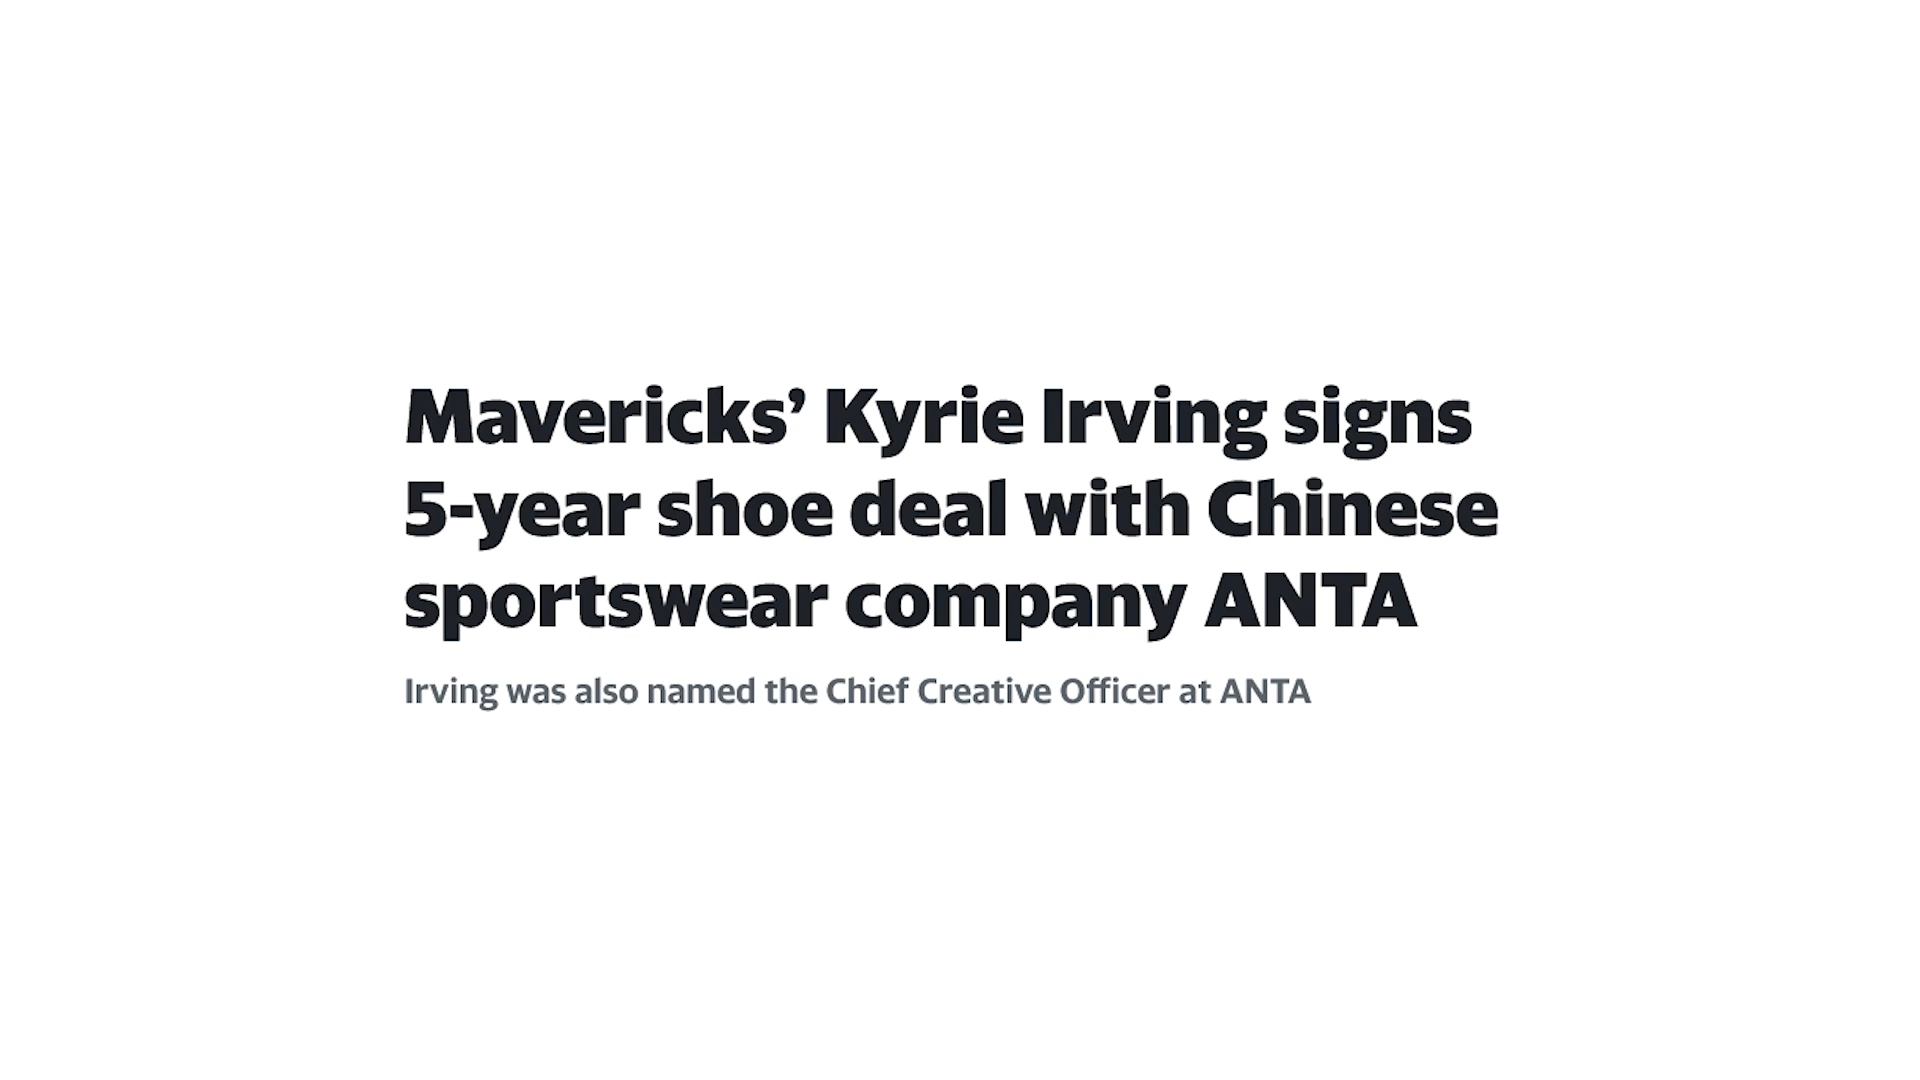 Mavericks’ Kyrie Irving signs
5-year shoe deal with Chinese
sportswear company ANTA
Irving was also named the Chief Creative Officer at ANTA